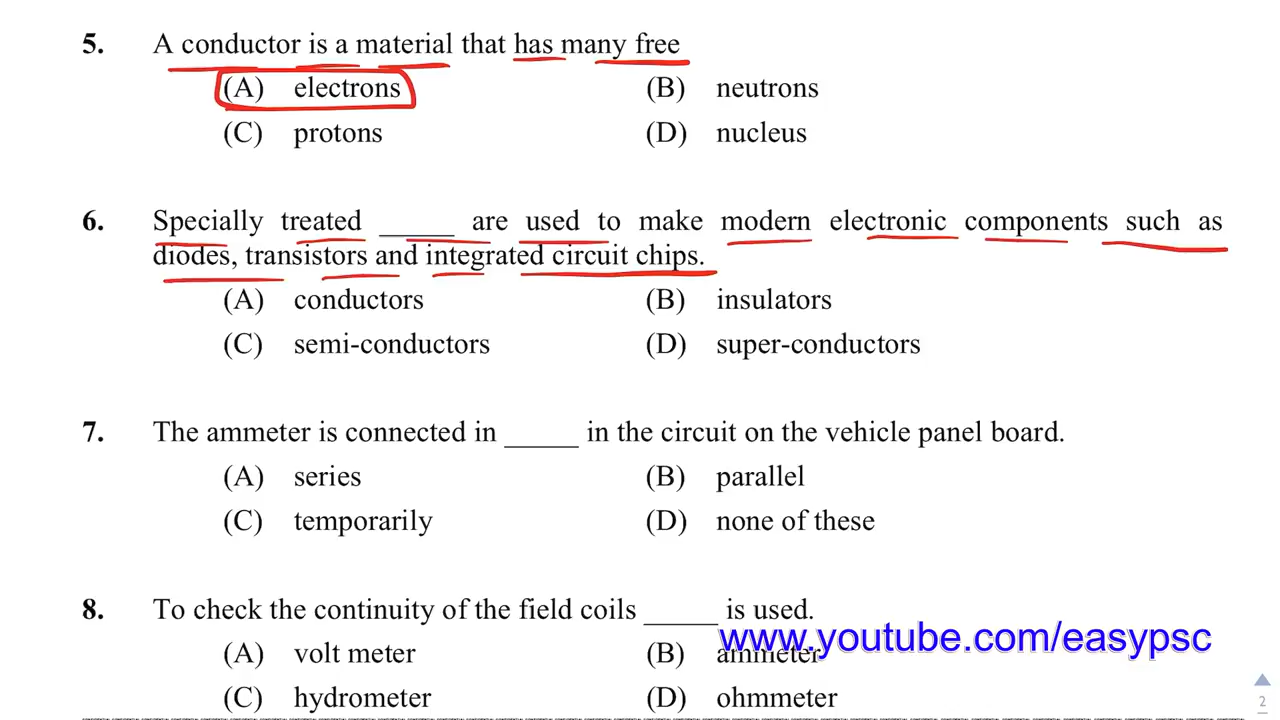 5. A conductor is a material that has many free
(A) electrons (B) neutrons
(C) protons (D) nucleus
6. Specially treated _____ are used to make modern electronic components such as
diodes, transistors and integrated circuit chips.
(A) conductors (B) insulators
(C) semi-conductors (D) super-conductors
7. The ammeter is connected in _____ in the circuit on the vehicle panel board.
(A) series (B) parallel
(C) temporarily (D) none of these
8. To check the continuity of the field coils _____ is used.
www.youtube.com/easypsc
(A) volt meter (B) ammeter
(C) hydrometer (D) ohmmeter
2